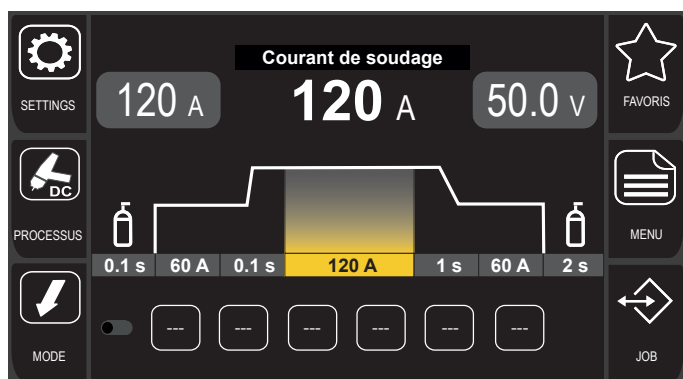 Courant de soudage
120 A
120 A
50.0 V
SETTINGS
FAVORIS
DC
PROCESSUS
MENU
0.1 s 60 A 0.1 s 120 A 1 s 60 A 2 s
--- --- --- --- --- ---
MODE
JOB